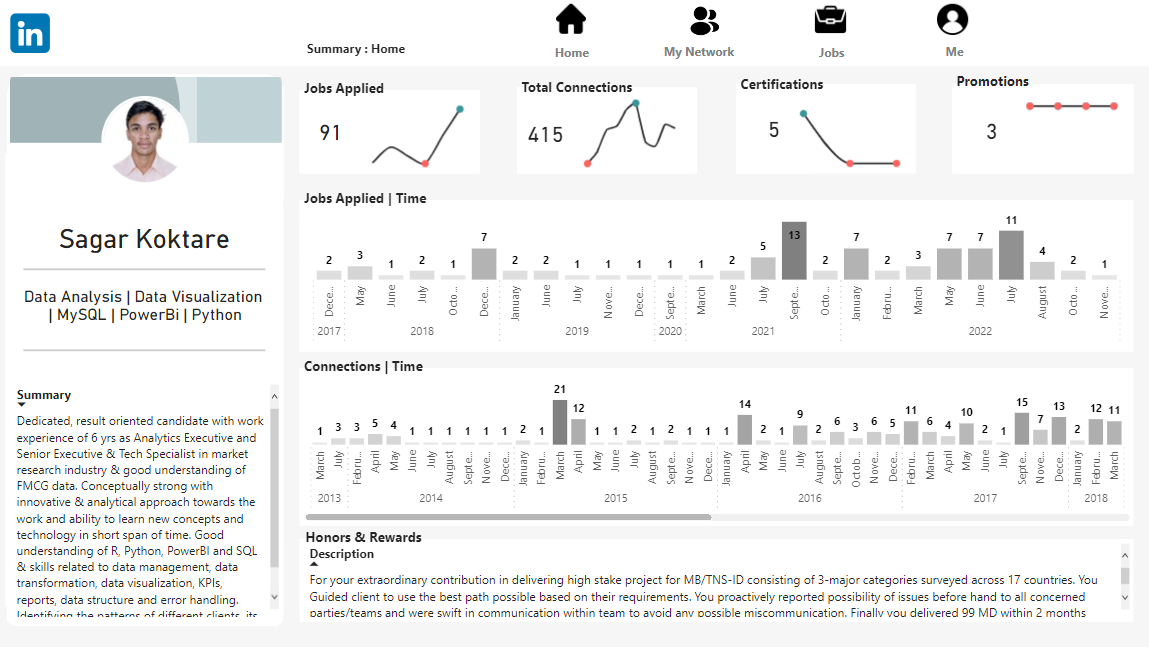 in
Summary : Home
Home
My Network
Jobs
Me
Sagar Koktare
Data Analysis | Data Visualization
| MySQL | PowerBi | Python
Summary
Dedicated, result oriented candidate with work
experience of 6 yrs as Analytics Executive and
Senior Executive & Tech Specialist in market
research industry & good understanding of
FMCG data. Conceptually strong with
innovative & analytical approach towards the
work and ability to learn new concepts and
technology in short span of time. Good
understanding of R, Python, PowerBI and SQL
& skills related to data management, data
transformation, data visualization, KPIs,
reports, data structure and error handling.
Identifying the patterns of different clients, its
Jobs Applied
91
Total Connections
415
Certifications
5
Promotions
3
Jobs Applied | Time
2 3 1 2 1 7 2 2 1 1 1 1 1 2 5 13 2 7 2 3 7 7 11 4 2 1
Dece... May June July Octo... Dece... January June July Nove... Dece... Septe... March June July Septe... Octo... January Febru... March May June July August Octo... Nove...
2017 2018 2019 2020 2021 2022
Connections | Time
1 3 3 5 4 1 1 1 1 1 1 2 1 21 12 1 1 2 1 2 1 1 1 14 2 1 9 2 6 3 6 5 11 6 4 10 2 1 15 7 13 2 12 11
March July Febru... April May June July August Septe... Nove... Dece... January Febru... March April May June July August Septe... Nove... Dece... January April May June July August Septe... Octob... Nove... Dece... Febru... March April May June July Septe... Nove... Dece... January Febru... March
2013 2014 2015 2016 2017 2018
Honors & Rewards
Description
For your extraordinary contribution in delivering high stake project for MB/TNS-ID consisting of 3-major categories surveyed across 17 countries. You
Guided client to use the best path possible based on their requirements. You proactively reported possibility of issues before hand to all concerned
parties/teams and were swift in communication within team to avoid any possible miscommunication. Finally you delivered 99 MD within 2 months